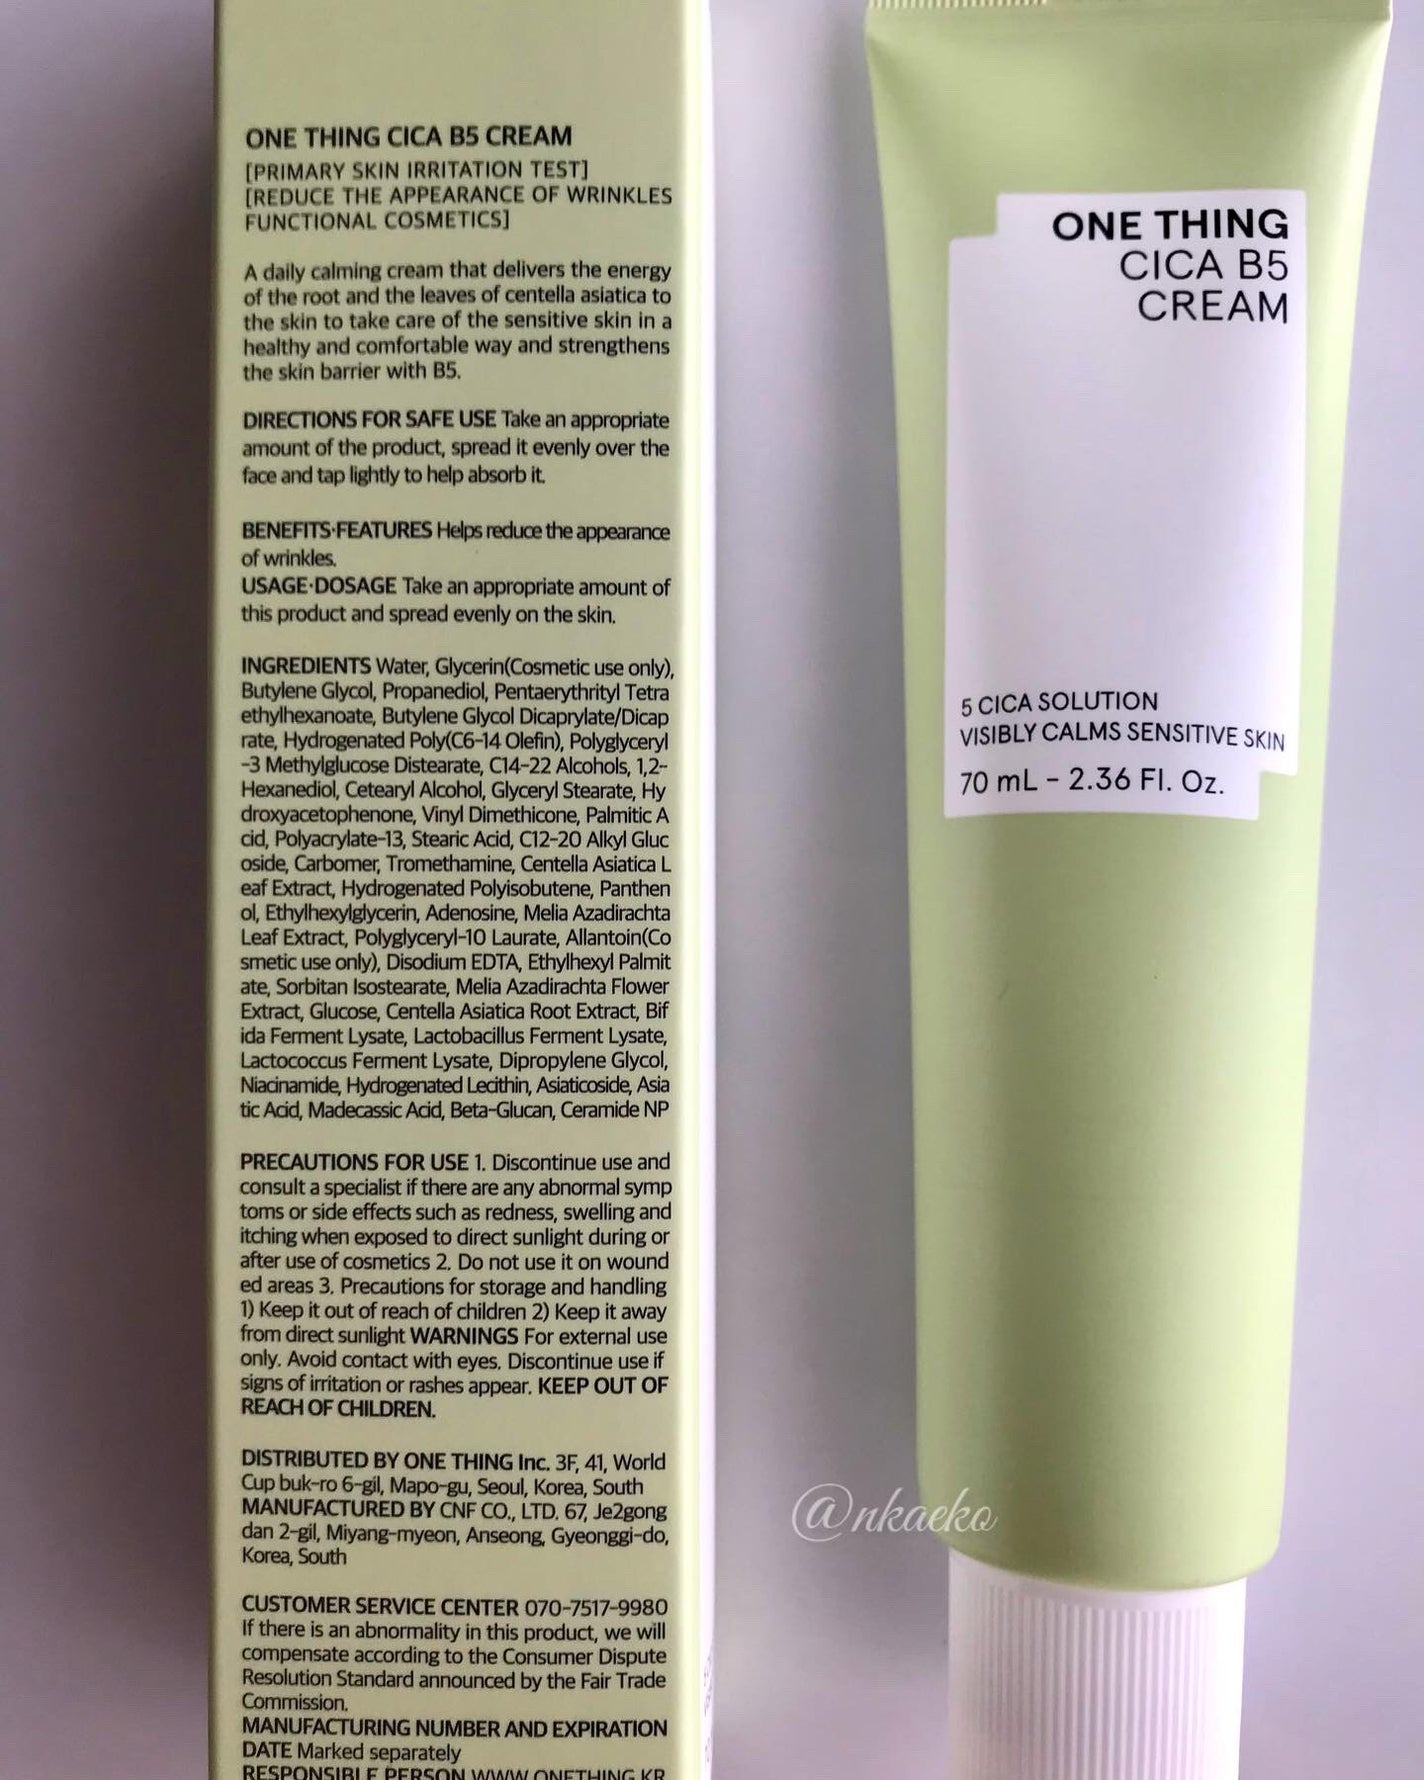 ONE THING CICA B5 CREAM
[PRIMARY SKIN IRRITATION TEST]
[REDUCE THE APPEARANCE OF WRINKLES
FUNCTIONAL COSMETICS]
A daily calming cream that delivers the energy
of the root and the leaves of centella asiatica to
the skin to take care of the sensitive skin in a
healthy and comfortable way and strengthens
the skin barrier with B5.
DIRECTIONS FOR SAFE USE Take an appropriate
amount of the product, spread it evenly over the
face and tap lightly to help absorb it.
BENEFITS·FEATURES Helps reduce the appearance
of wrinkles.
USAGE·DOSAGE Take an appropriate amount of
this product and spread evenly on the skin.
INGREDIENTS Water, Glycerin(Cosmetic use only),
Butylene Glycol, Propanediol, Pentaerythrityl Tetra
ethylhexanoate, Butylene Glycol Dicaprylate/Dicap
rate, Hydrogenated Poly(C6-14 Olefin), Polyglyceryl
-3 Methylglucose Distearate, C14-22 Alcohols, 1,2-
Hexanediol, Cetearyl Alcohol, Glyceryl Stearate, Hy
droxyacetophenone, Vinyl Dimethicone, Palmitic A
cid, Polyacrylate-13, Stearic Acid, C12-20 Alkyl Gluc
oside, Carbomer, Tromethamine, Centella Asiatica L
eaf Extract, Hydrogenated Polyisobutene, Panthen
ol, Ethylhexylglycerin, Adenosine, Melia Azadirachta
Leaf Extract, Polyglyceryl-10 Laurate, Allantoin(Co
smetic use only), Disodium EDTA, Ethylhexyl Palmit
ate, Sorbitan Isostearate, Melia Azadirachta Flower
Extract, Glucose, Centella Asiatica Root Extract, Bif
ida Ferment Lysate, Lactobacillus Ferment Lysate,
Lactococcus Ferment Lysate, Dipropylene Glycol,
Niacinamide, Hydrogenated Lecithin, Asiaticoside, Asia
tic Acid, Madecassic Acid, Beta-Glucan, Ceramide NP
PRECAUTIONS FOR USE 1. Discontinue use and
consult a specialist if there are any abnormal symp
toms or side effects such as redness, swelling and
itching when exposed to direct sunlight during or
after use of cosmetics 2. Do not use it on wound
ed areas 3. Precautions for storage and handling
1) Keep it out of reach of children 2) Keep it away
from direct sunlight WARNINGS For external use
only. Avoid contact with eyes. Discontinue use if
signs of irritation or rashes appear. KEEP OUT OF
REACH OF CHILDREN.
DISTRIBUTED BY ONE THING Inc. 3F, 41, World
Cup buk-ro 6-gil, Mapo-gu, Seoul, Korea, South
MANUFACTURED BY CNF CO., LTD. 67, Je2gong
dan 2-gil, Miyang-myeon, Anseong, Gyeonggi-do,
Korea, South
CUSTOMER SERVICE CENTER 070-7517-9980
If there is an abnormality in this product, we will
compensate according to the Consumer Dispute
Resolution Standard announced by the Fair Trade
Commission.
MANUFACTURING NUMBER AND EXPIRATION
DATE Marked separately
RESPONSIBLE PERSON WWW.ONETHING.KR
ONE THING
CICA B5
CREAM
5 CICA SOLUTION
VISIBLY CALMS SENSITIVE SKIN
70 mL - 2.36 Fl. Oz.
@nkaeko